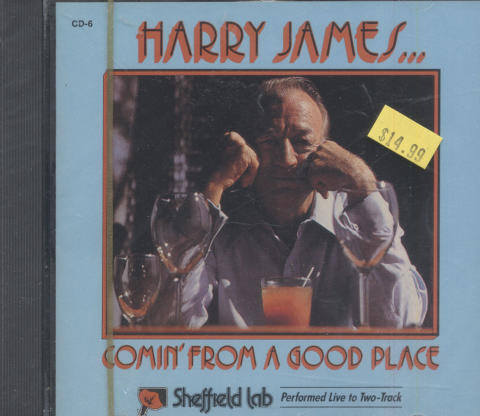 CD-6
HARRY JAMES...
$14.99
COMIN' FROM A GOOD PLACE
Sheffield Lab Performed Live to Two-Track